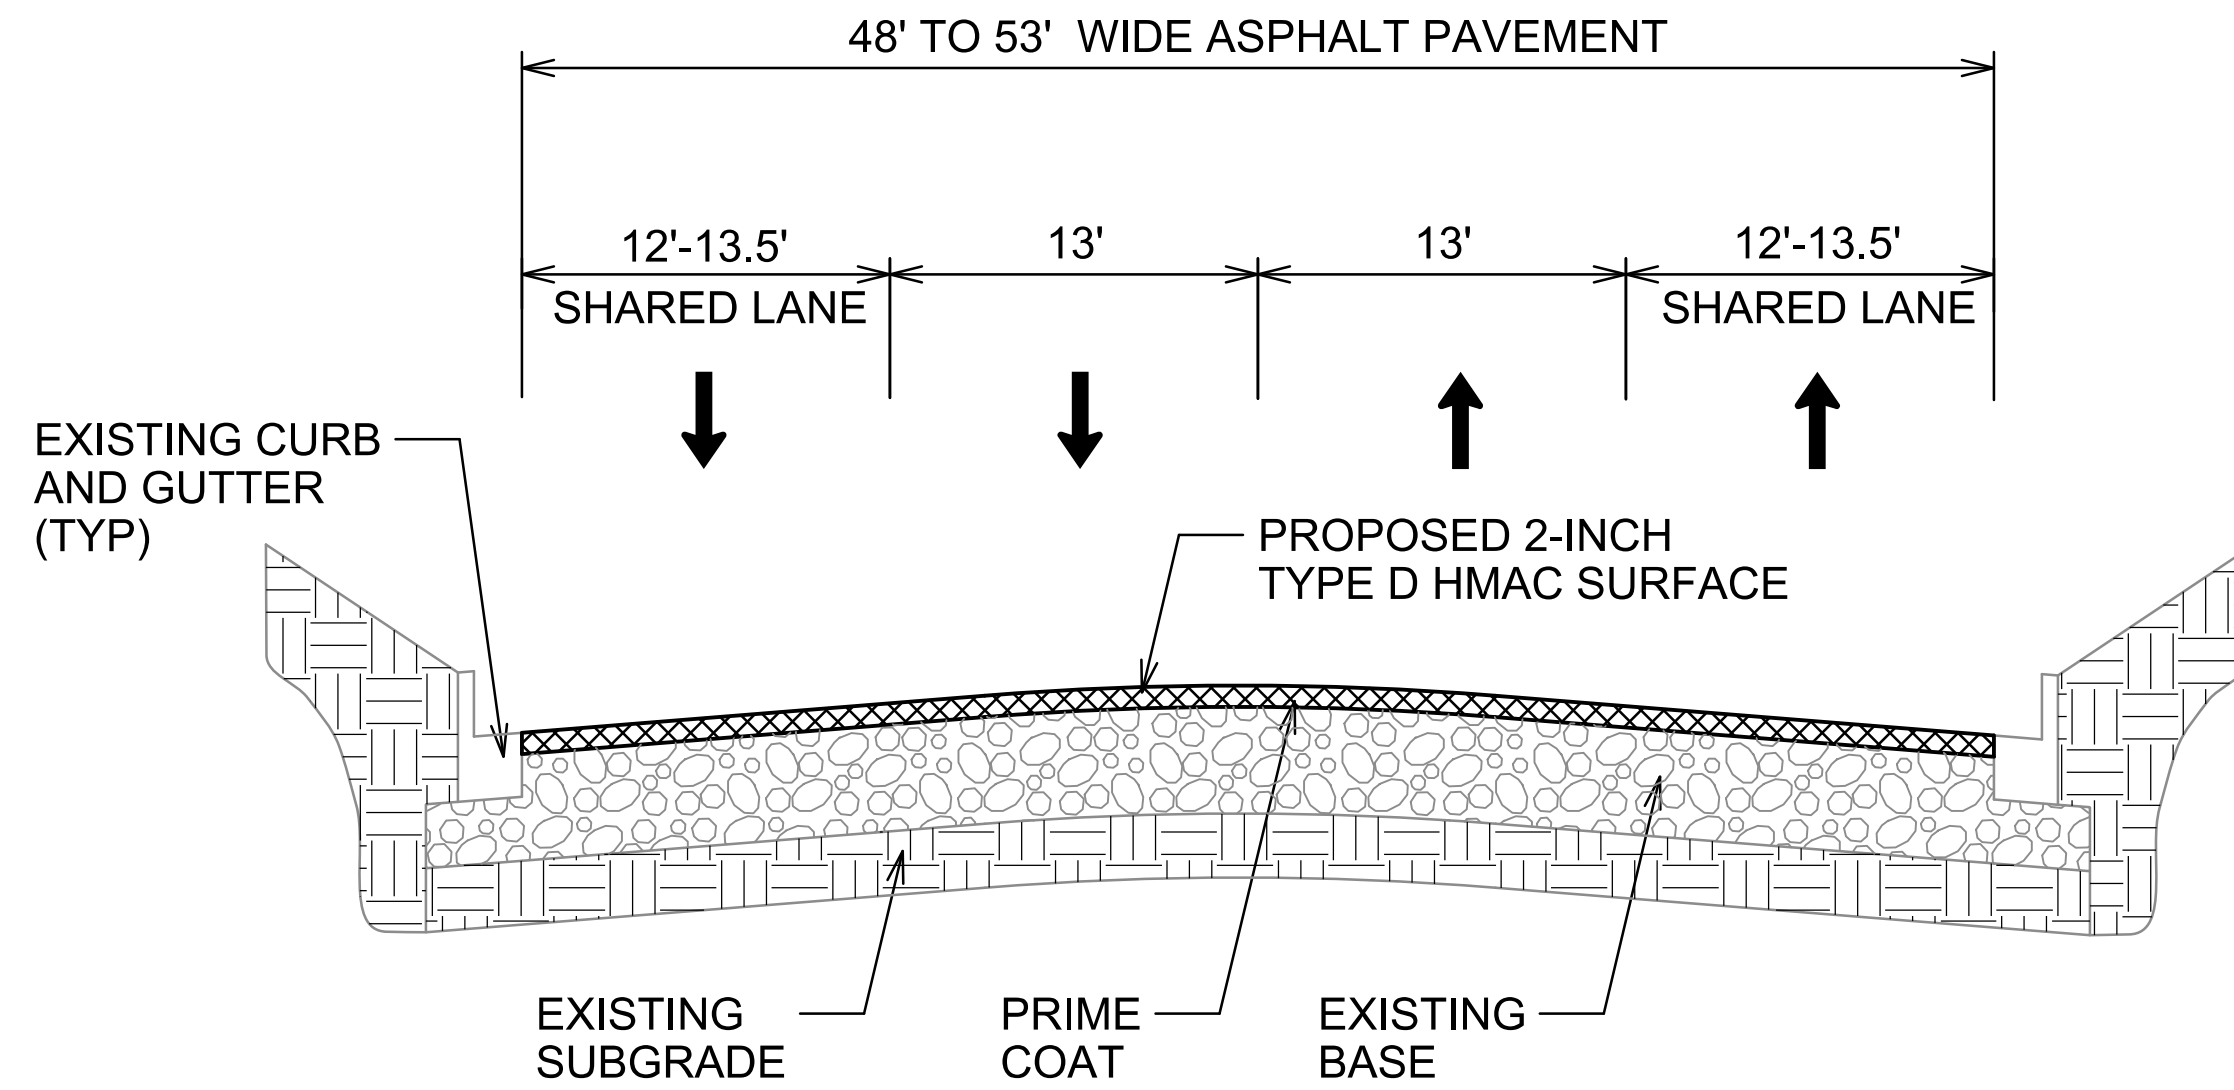 48' TO 53'  WIDE ASPHALT PAVEMENT
12'-13.5'
13'
13'
12'-13.5'
SHARED LANE
SHARED LANE
EXISTING CURB
AND GUTTER
(TYP)
PROPOSED 2-INCH
TYPE D HMAC SURFACE
EXISTING
SUBGRADE
PRIME
COAT
EXISTING
BASE